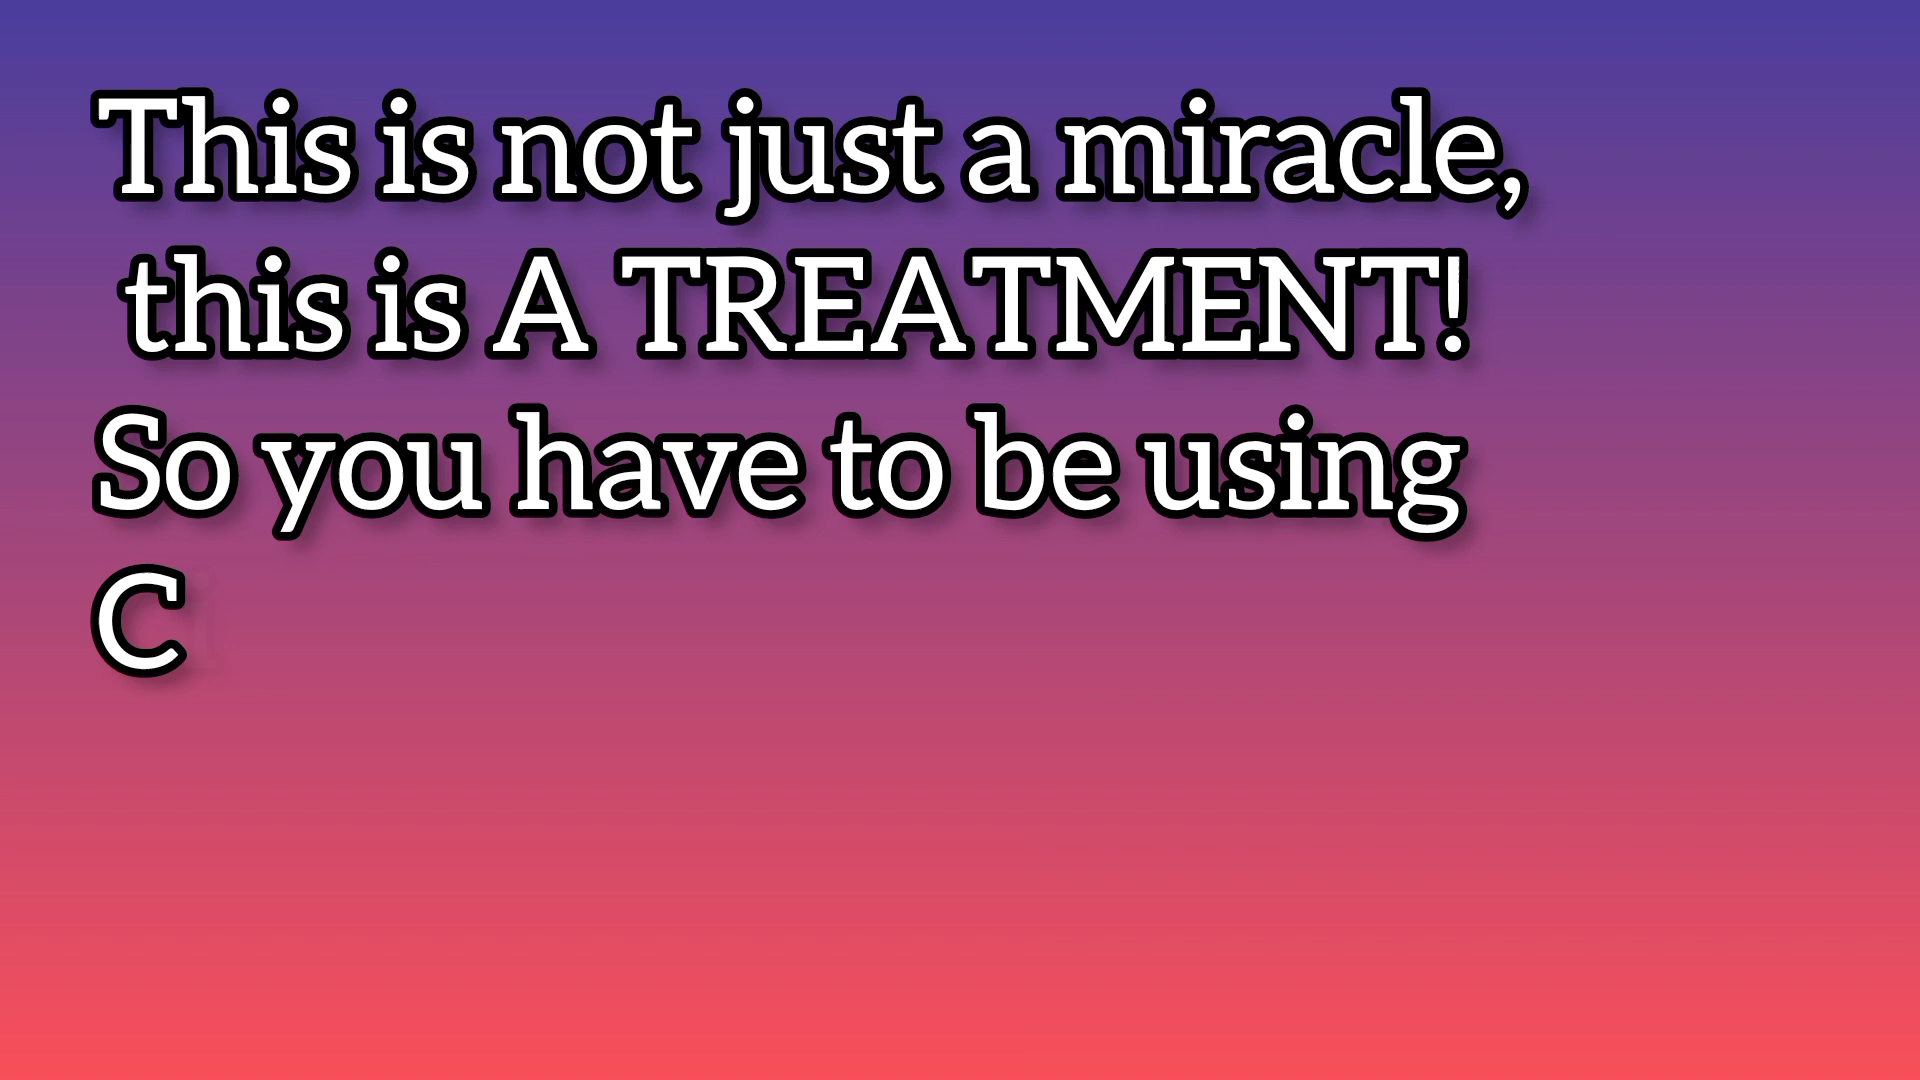 This is not just a miracle,
this is A TREATMENT!
So you have to be using
C